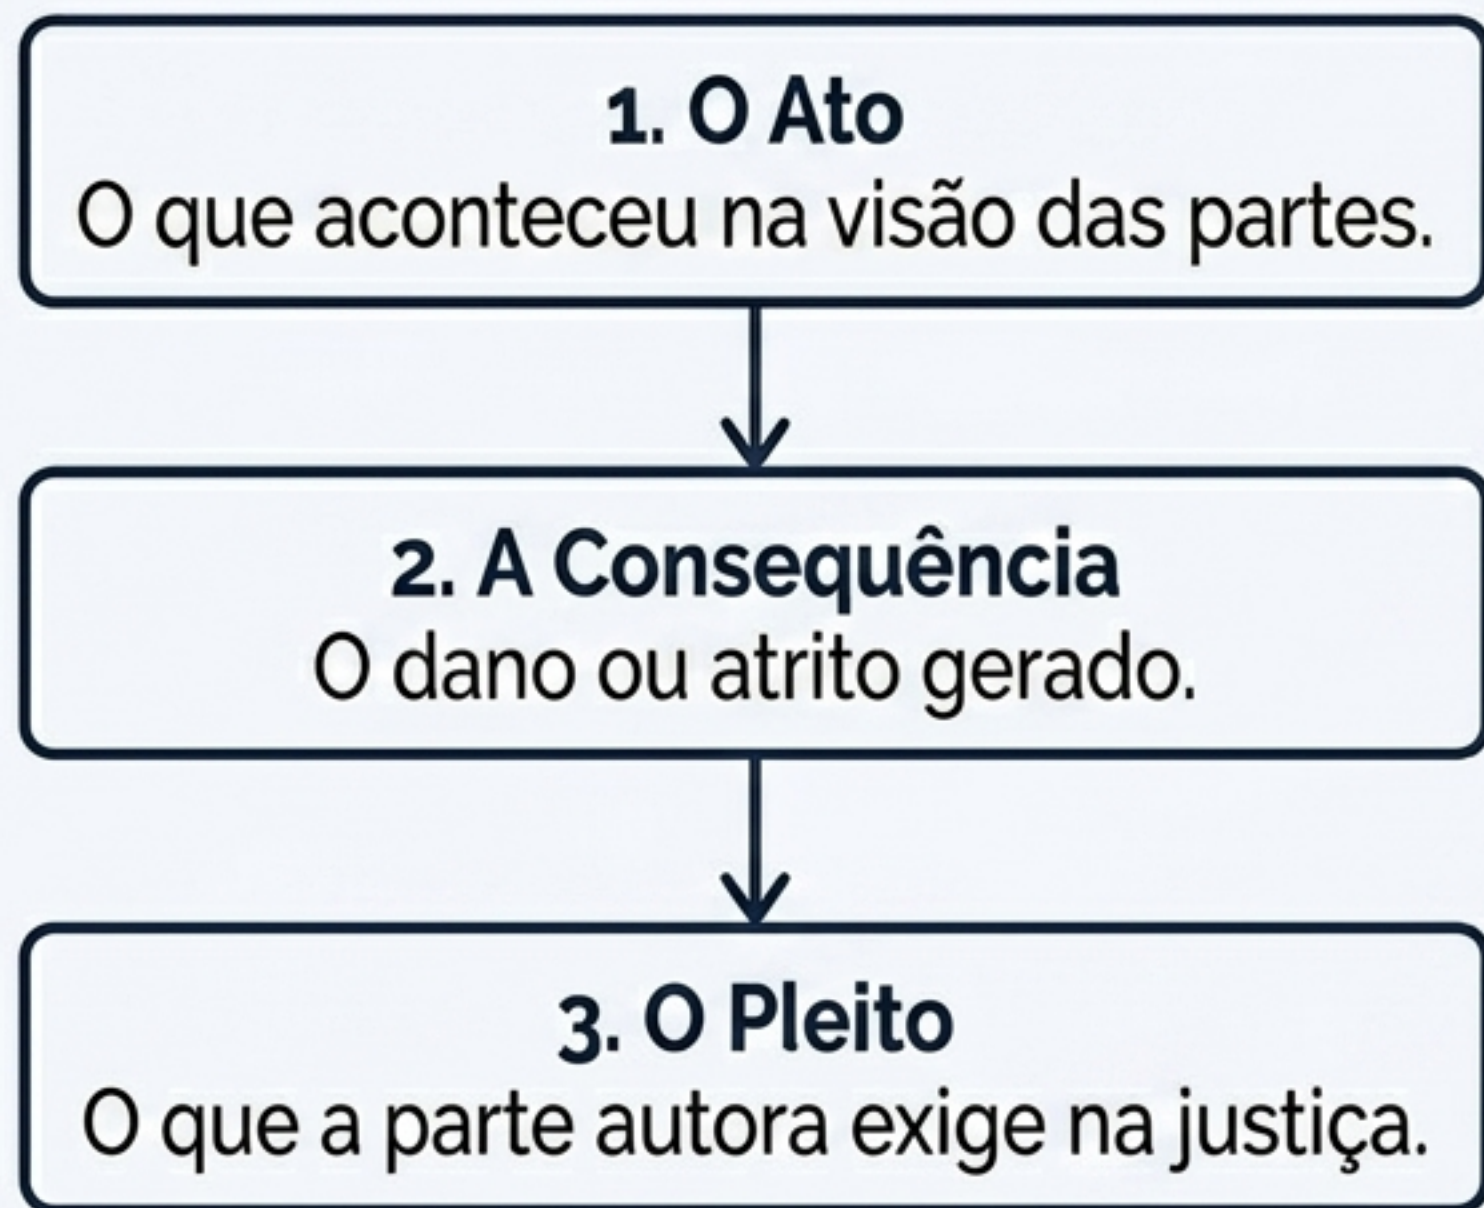 1. O Ato
O que aconteceu na visão das partes.
2. A Consequência
O dano ou atrito gerado.
3. O Pleito
O que a parte autora exige na justiça.